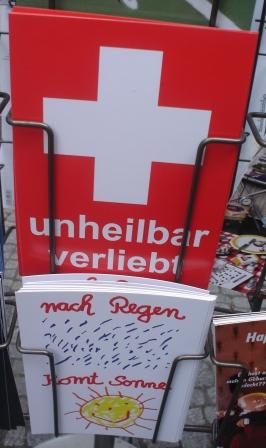 unheilbar
verliebt
nach Regen
Komt Sonne